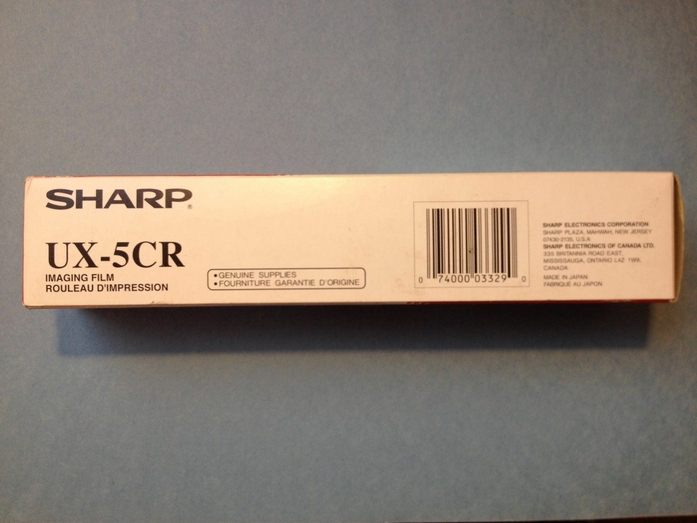 SHARP®
UX-5CR
IMAGING FILM
ROULEAU D'IMPRESSION
• GENUINE SUPPLIES
• FOURNITURE GARANTIE D'ORIGINE
0 74000 03329 0
SHARP ELECTRONICS CORPORATION
SHARP PLAZA, MAHWAH, NEW JERSEY
07430-2135, U.S.A
SHARP ELECTRONICS OF CANADA LTD.
335 BRITANNIA ROAD EAST,
MISSISSAUGA, ONTARIO L4Z 1W9,
CANADA
MADE IN JAPAN
FABRIQUE AU JAPON